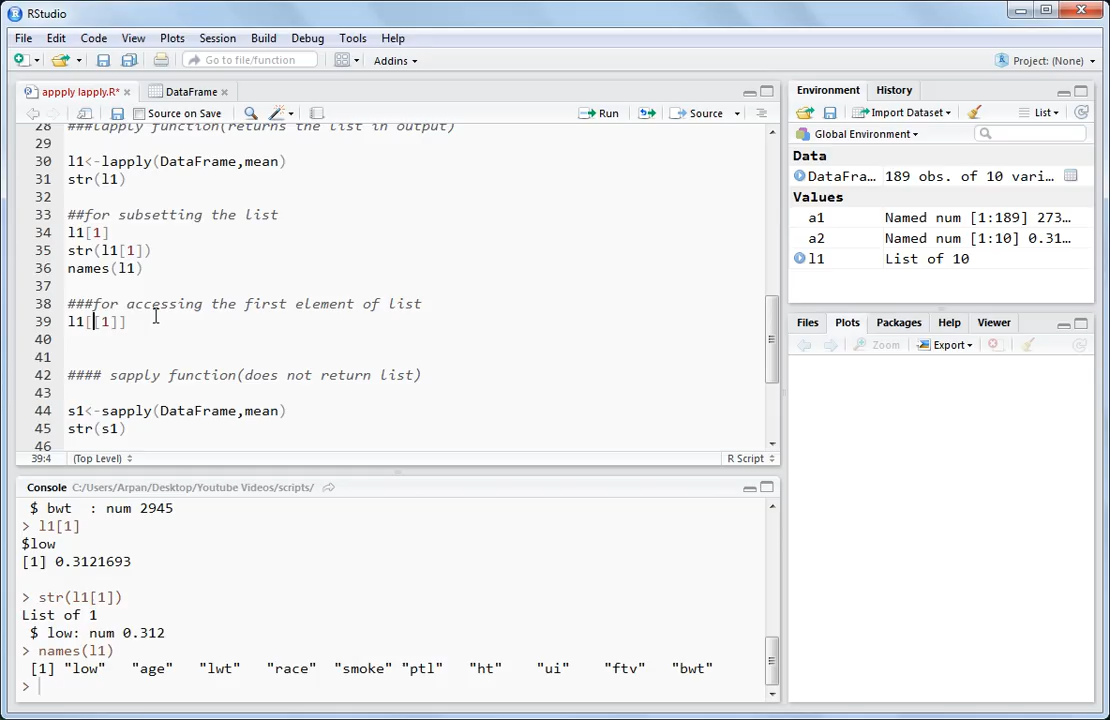 RStudio
File Edit Code View Plots Session Build Debug Tools Help
Go to file/function Addins Project: (None)
appply lapply.R* × DataFrame ×
Source on Save Run Source
28 ###lapply function(returns the list in output)
29
30 l1<-lapply(DataFrame,mean)
31 str(l1)
32
33 ##for subsetting the list
34 l1[1]
35 str(l1[1])
36 names(l1)
37
38 ###for accessing the first element of list
39 l1[[1]]
40
41
42 #### sapply function(does not return list)
43
44 s1<-sapply(DataFrame,mean)
45 str(s1)
46
39:4 (Top Level) R Script
Console C:/Users/Arpan/Desktop/Youtube Videos/scripts/
$ bwt : num 2945
> l1[1]
$low
[1] 0.3121693
> str(l1[1])
List of 1
$ low: num 0.312
> names(l1)
[1] "low" "age" "lwt" "race" "smoke" "ptl" "ht" "ui" "ftv" "bwt"
>
Environment History
Import Dataset List
Global Environment
Data
DataFra… 189 obs. of 10 vari…
Values
a1 Named num [1:189] 273…
a2 Named num [1:10] 0.31…
l1 List of 10
Files Plots Packages Help Viewer
Zoom Export